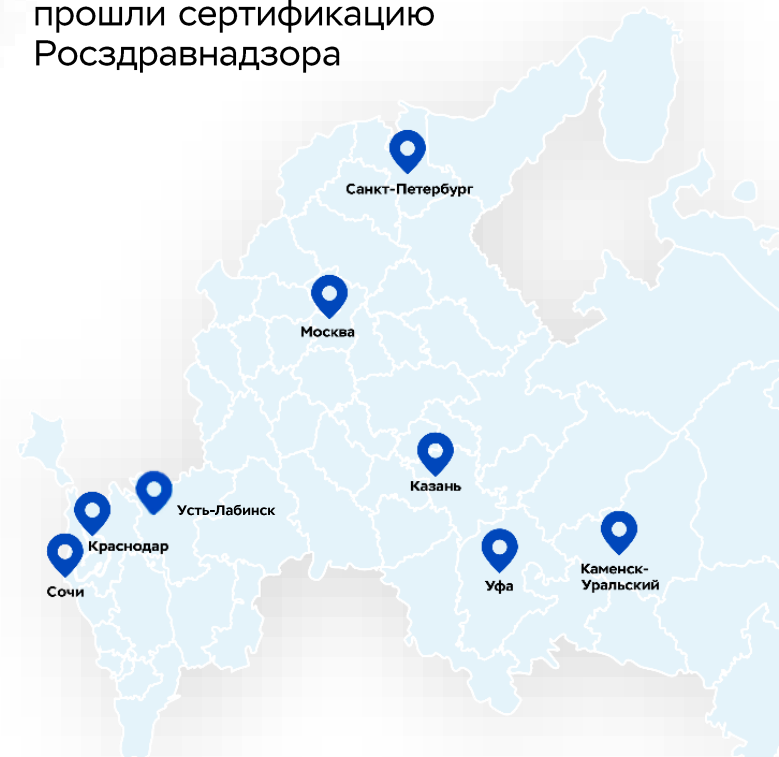 прошли сертификацию
Росздравнадзора
Санкт-Петербург
Москва
Казань
Усть-Лабинск
Краснодар
Сочи
Уфа
Каменск-
Уральский